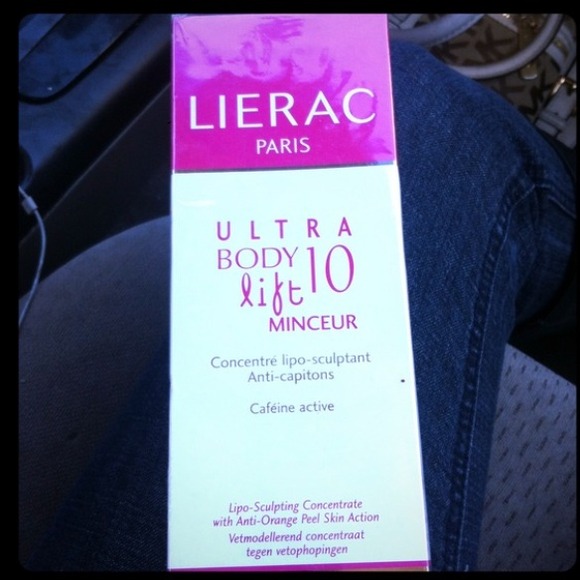 LIERAC
PARIS
ULTRA
BODY
lift 10
MINCEUR
Concentré lipo-sculptant
Anti-capitons
Caféine active
Lipo-Sculpting Concentrate
with Anti-Orange Peel Skin Action
Vetmodellerend concentraat
tegen vetophopingen